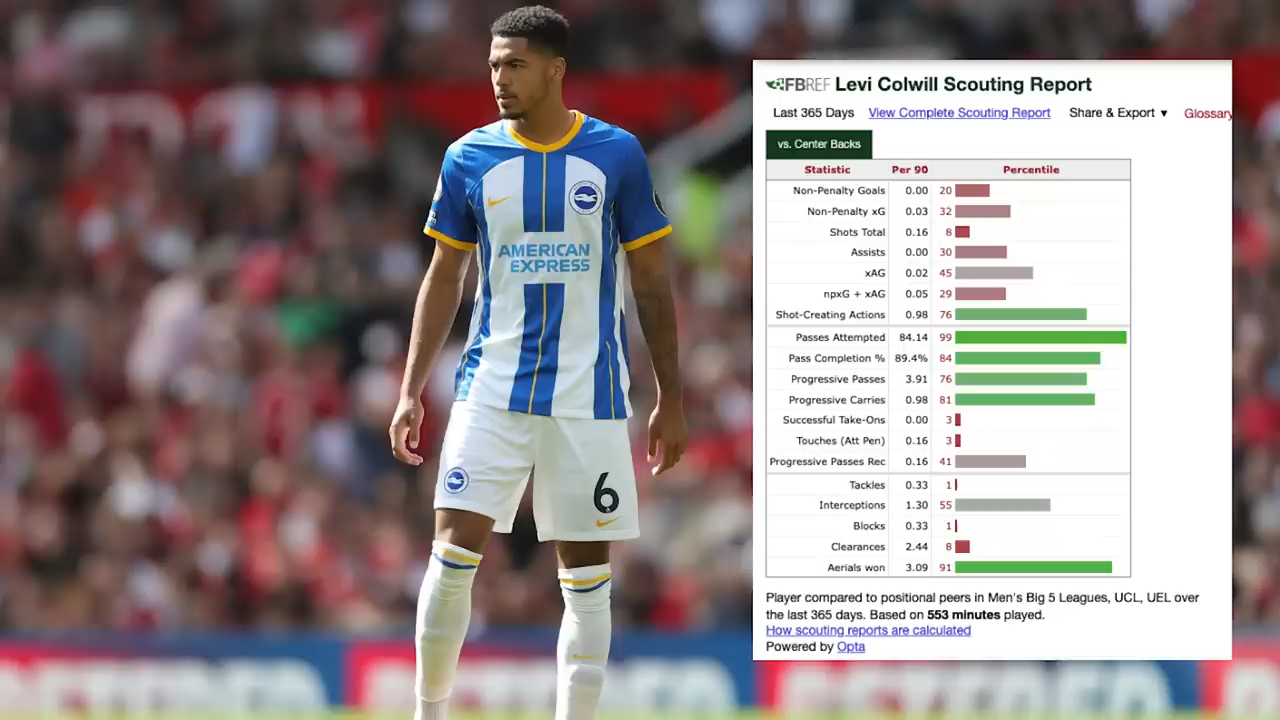 AMERICAN
EXPRESS
6
FBREF Levi Colwill Scouting Report
Last 365 Days View Complete Scouting Report Share & Export ▼ Glossary
vs. Center Backs
Statistic Per 90 Percentile
Non-Penalty Goals 0.00 20
Non-Penalty xG 0.03 32
Shots Total 0.16 8
Assists 0.00 30
xAG 0.02 45
npxG + xAG 0.05 29
Shot-Creating Actions 0.98 76
Passes Attempted 84.14 99
Pass Completion % 89.4% 84
Progressive Passes 3.91 76
Progressive Carries 0.98 81
Successful Take-Ons 0.00 3
Touches (Att Pen) 0.16 3
Progressive Passes Rec 0.16 41
Tackles 0.33 1
Interceptions 1.30 55
Blocks 0.33 1
Clearances 2.44 8
Aerials won 3.09 91
Player compared to positional peers in Men's Big 5 Leagues, UCL, UEL over
the last 365 days. Based on 553 minutes played.
How scouting reports are calculated
Powered by Opta